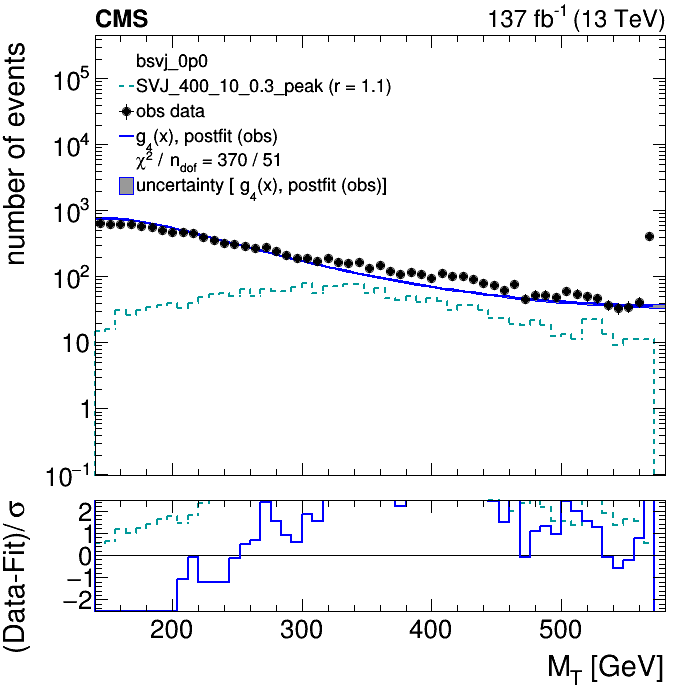 CMS 137 fb⁻¹ (13 TeV)
number of events
bsvj_0p0
SVJ_400_10_0.3_peak (r = 1.1)
obs data
g₄(x), postfit (obs)
χ² / n_dof = 370 / 51
uncertainty [ g₄(x), postfit (obs)]
10⁵
10⁴
10³
10²
10
1
10⁻¹
(Data-Fit)/ σ
2
1
0
−1
−2
200 300 400 500
M_T [GeV]